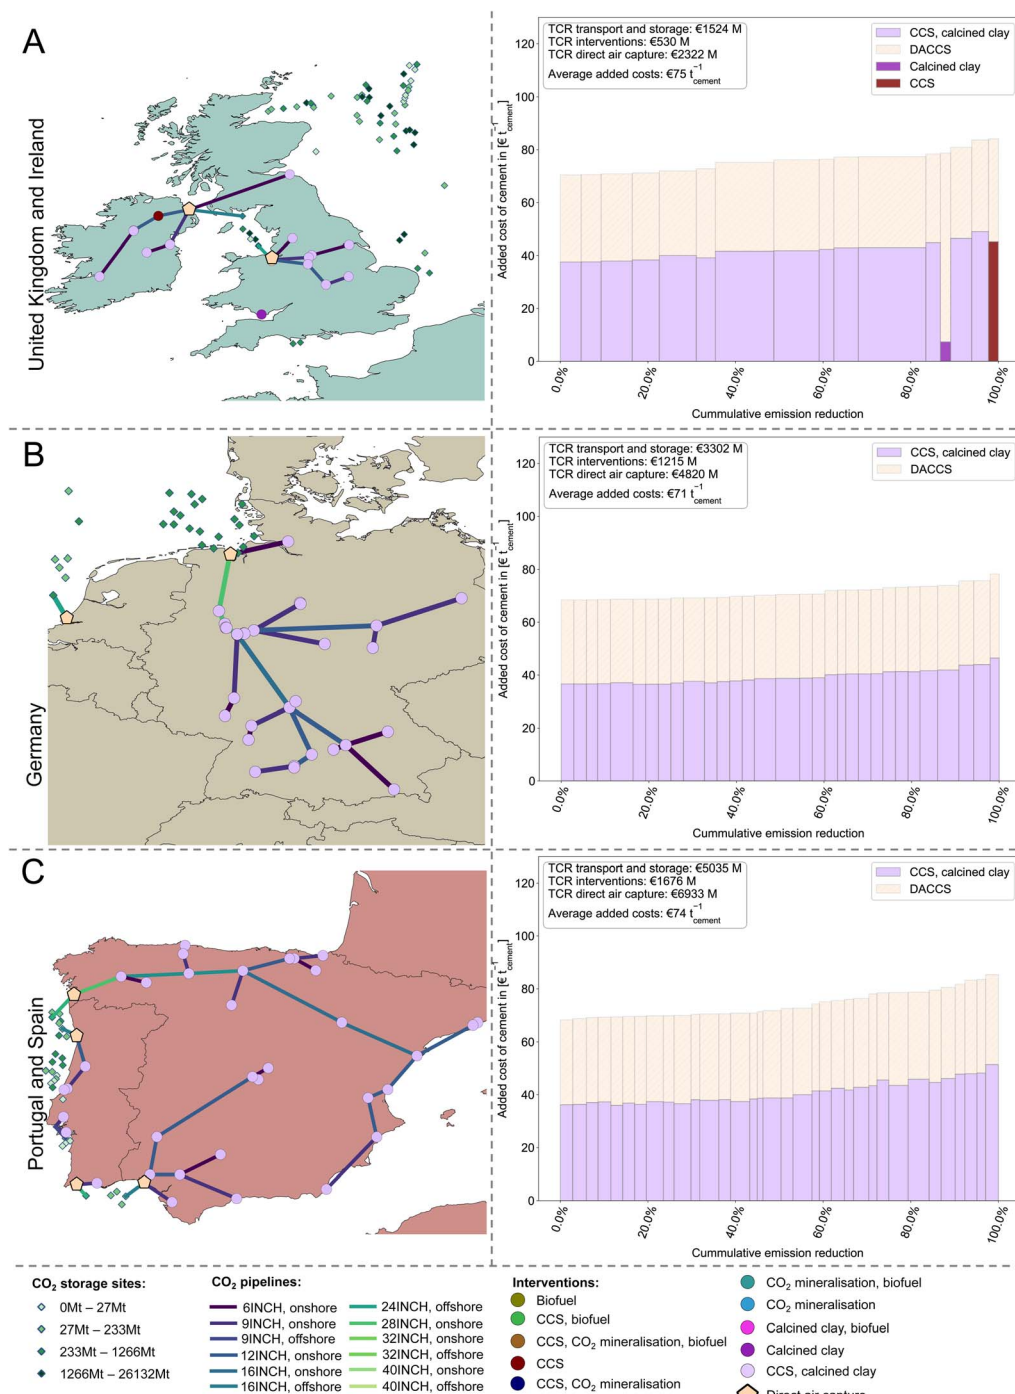 A
United Kingdom and Ireland
TCR transport and storage: €1524 M
TCR interventions: €530 M
TCR direct air capture: €2322 M
Average added costs: €75 t⁻¹cement
CCS, calcined clay
DACCS
Calcined clay
CCS
Added cost of cement in [€ t⁻¹cement]
120
100
80
60
40
20
0
0.0%
20.0%
40.0%
60.0%
80.0%
100.0%
Cummulative emission reduction
B
Germany
TCR transport and storage: €3302 M
TCR interventions: €1215 M
TCR direct air capture: €4820 M
Average added costs: €71 t⁻¹cement
CCS, calcined clay
DACCS
Added cost of cement in [€ t⁻¹cement]
120
100
80
60
40
20
0
0.0%
20.0%
40.0%
60.0%
80.0%
100.0%
Cummulative emission reduction
C
Portugal and Spain
TCR transport and storage: €5035 M
TCR interventions: €1676 M
TCR direct air capture: €6933 M
Average added costs: €74 t⁻¹cement
CCS, calcined clay
DACCS
Added cost of cement in [€ t⁻¹cement]
120
100
80
60
40
20
0
0.0%
20.0%
40.0%
60.0%
80.0%
100.0%
Cummulative emission reduction
CO₂ storage sites:
0Mt – 27Mt
27Mt – 233Mt
233Mt – 1266Mt
1266Mt – 26132Mt
CO₂ pipelines:
6INCH, onshore
9INCH, onshore
9INCH, offshore
12INCH, onshore
16INCH, onshore
16INCH, offshore
24INCH, offshore
28INCH, onshore
32INCH, onshore
32INCH, offshore
40INCH, onshore
40INCH, offshore
Interventions:
Biofuel
CCS, biofuel
CCS, CO₂ mineralisation, biofuel
CCS
CCS, CO₂ mineralisation
CO₂ mineralisation, biofuel
CO₂ mineralisation
Calcined clay, biofuel
Calcined clay
CCS, calcined clay
Direct air capture